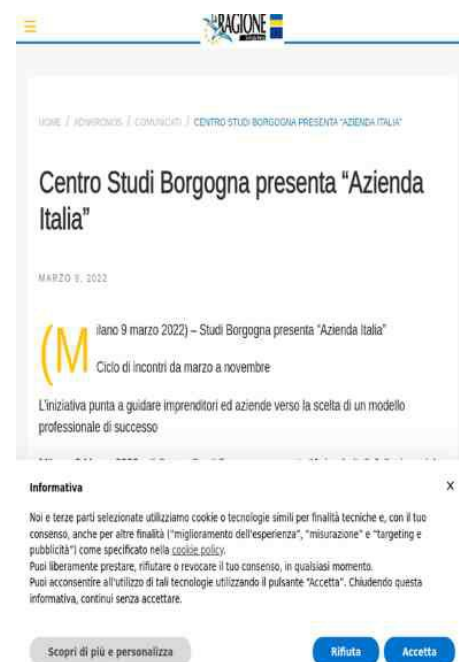 LA RAGIONE
HOME / ADNKRONOS / COMUNICATI / CENTRO STUDI BORGOGNA PRESENTA "AZIENDA ITALIA"
Centro Studi Borgogna presenta “Azienda
Italia”
MARZO 9, 2022
(Milano 9 marzo 2022) – Studi Borgogna presenta “Azienda Italia”
Ciclo di incontri da marzo a novembre
L'iniziativa punta a guidare imprenditori ed aziende verso la scelta di un modello
professionale di successo
Informativa
x
Noi e terze parti selezionate utilizziamo cookie o tecnologie simili per finalità tecniche e, con il tuo
consenso, anche per altre finalità (“miglioramento dell'esperienza”, “misurazione” e “targeting e
pubblicità”) come specificato nella cookie policy.
Puoi liberamente prestare, rifiutare o revocare il tuo consenso, in qualsiasi momento.
Puoi acconsentire all'utilizzo di tali tecnologie utilizzando il pulsante “Accetta”. Chiudendo questa
informativa, continui senza accettare.
Scopri di più e personalizza
Rifiuta
Accetta